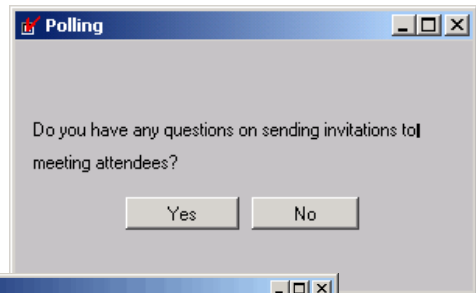 Polling
Do you have any questions on sending invitations to
meeting attendees?
Yes No